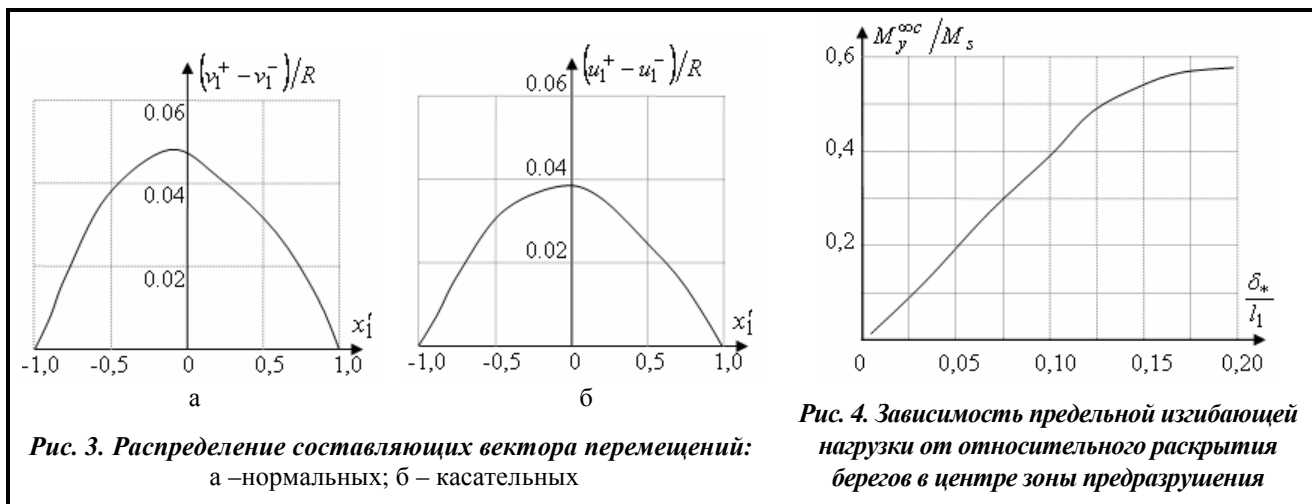 (v₁⁺ − v₁⁻)/R
0.06
0.04
0.02
x₁′
-1,0 -0,5 0 0,5 1,0
а
(u₁⁺ − u₁⁻)/R
0.06
0.04
0.02
x₁′
-1,0 -0,5 0 0,5 1,0
б
Рис. 3. Распределение составляющих вектора перемещений:
а –нормальных; б – касательных
M_y^∞c / M_s
0,6
0,4
0,2
δ* / l₁
0 0,05 0,10 0,15 0,20
Рис. 4. Зависимость предельной изгибающей
нагрузки от относительного раскрытия
берегов в центре зоны предразрушения